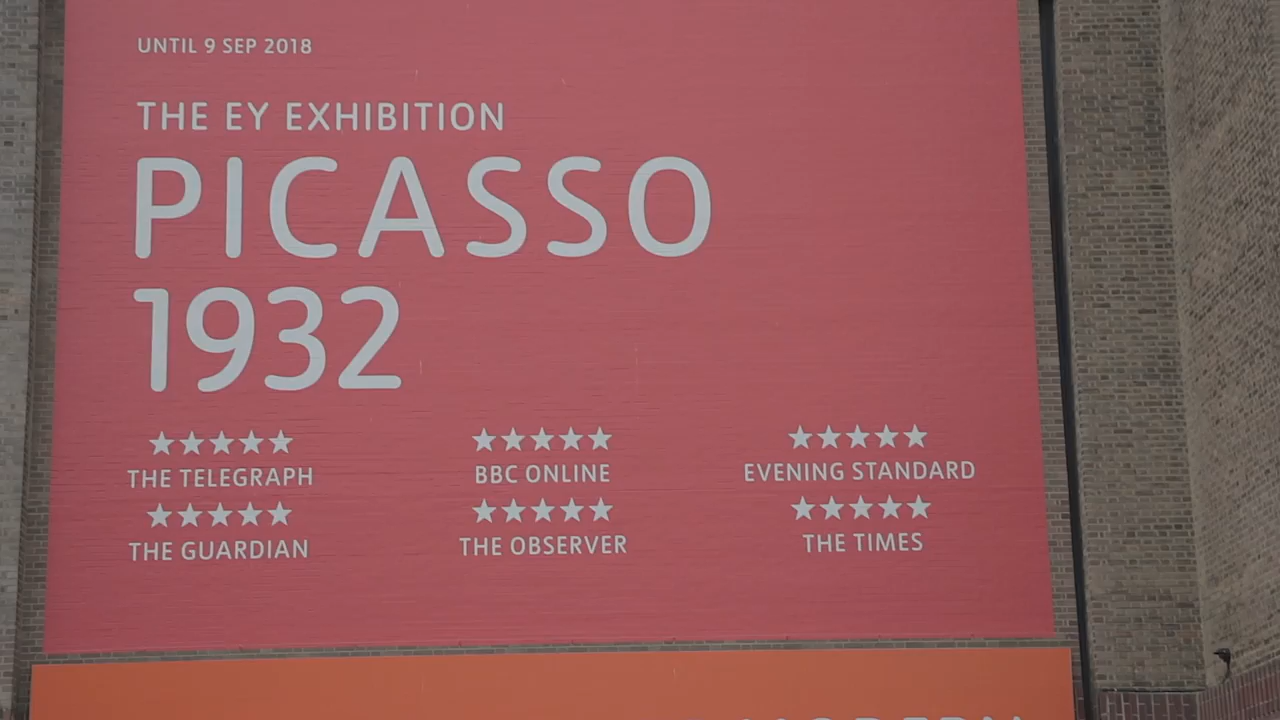 UNTIL 9 SEP 2018
THE EY EXHIBITION
PICASSO
1932
★★★★★ ★★★★★ ★★★★★
THE TELEGRAPH BBC ONLINE EVENING STANDARD
★★★★★ ★★★★★ ★★★★★
THE GUARDIAN THE OBSERVER THE TIMES